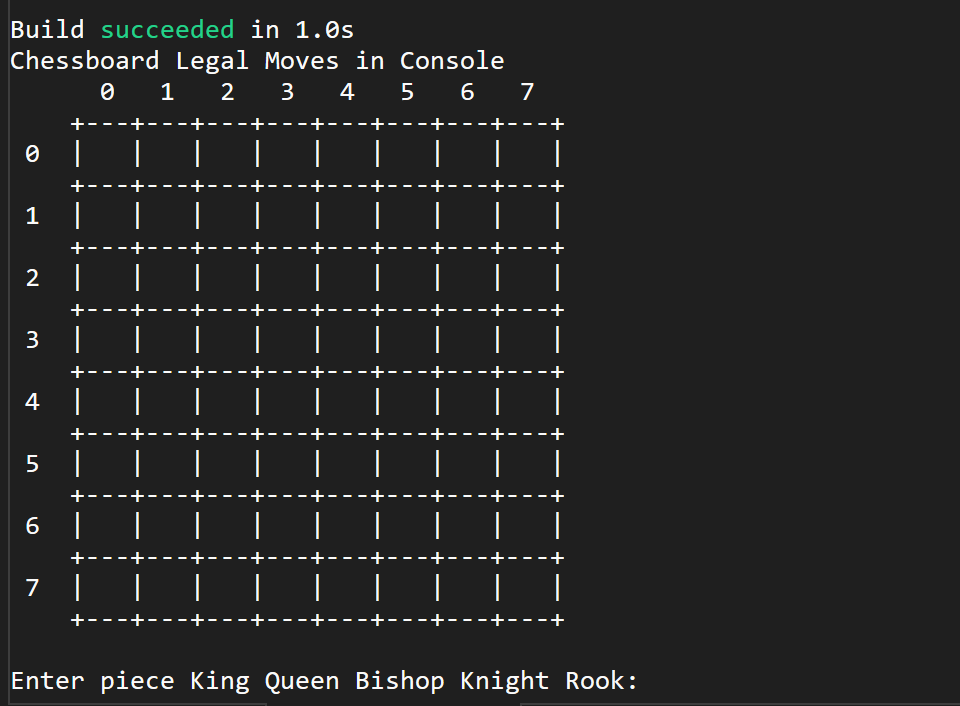 Build succeeded in 1.0s
Chessboard Legal Moves in Console
      0   1   2   3   4   5   6   7
    +---+---+---+---+---+---+---+---+
 0  |   |   |   |   |   |   |   |   |
    +---+---+---+---+---+---+---+---+
 1  |   |   |   |   |   |   |   |   |
    +---+---+---+---+---+---+---+---+
 2  |   |   |   |   |   |   |   |   |
    +---+---+---+---+---+---+---+---+
 3  |   |   |   |   |   |   |   |   |
    +---+---+---+---+---+---+---+---+
 4  |   |   |   |   |   |   |   |   |
    +---+---+---+---+---+---+---+---+
 5  |   |   |   |   |   |   |   |   |
    +---+---+---+---+---+---+---+---+
 6  |   |   |   |   |   |   |   |   |
    +---+---+---+---+---+---+---+---+
 7  |   |   |   |   |   |   |   |   |
    +---+---+---+---+---+---+---+---+

Enter piece King Queen Bishop Knight Rook: